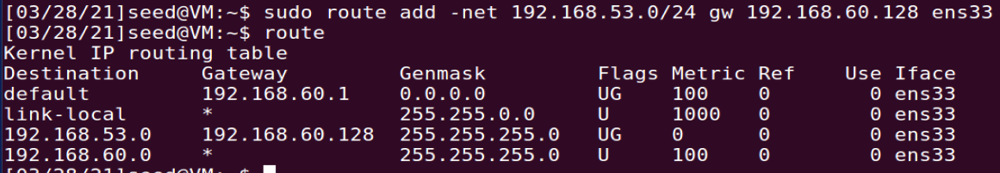 [03/28/21]seed@VM:~$ sudo route add -net 192.168.53.0/24 gw 192.168.60.128 ens33
[03/28/21]seed@VM:~$ route
Kernel IP routing table
Destination     Gateway         Genmask         Flags Metric Ref    Use Iface
default         192.168.60.1    0.0.0.0         UG    100    0        0 ens33
link-local      *               255.255.0.0     U     1000   0        0 ens33
192.168.53.0    192.168.60.128  255.255.255.0   UG    0      0        0 ens33
192.168.60.0    *               255.255.255.0   U     100    0        0 ens33
[03/28/21]seed@VM:~$